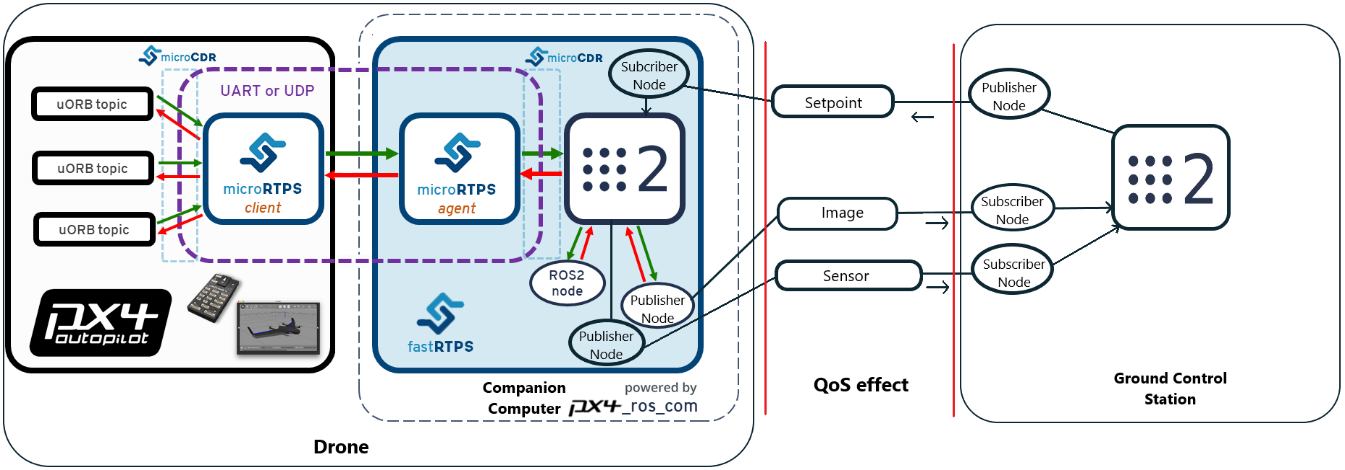 microCDR
uORB topic
uORB topic
uORB topic
UART or UDP
microRTPS
client
PX4
autopilot
microCDR
microRTPS
agent
Subcriber
Node
2
ROS2
node
Publisher
Node
Publisher
Node
fastRTPS
Companion
Computer
powered by
PX4_ros_com
Drone
Setpoint
Image
Sensor
QoS effect
Publisher
Node
Subscriber
Node
Subscriber
Node
2
Ground Control
Station